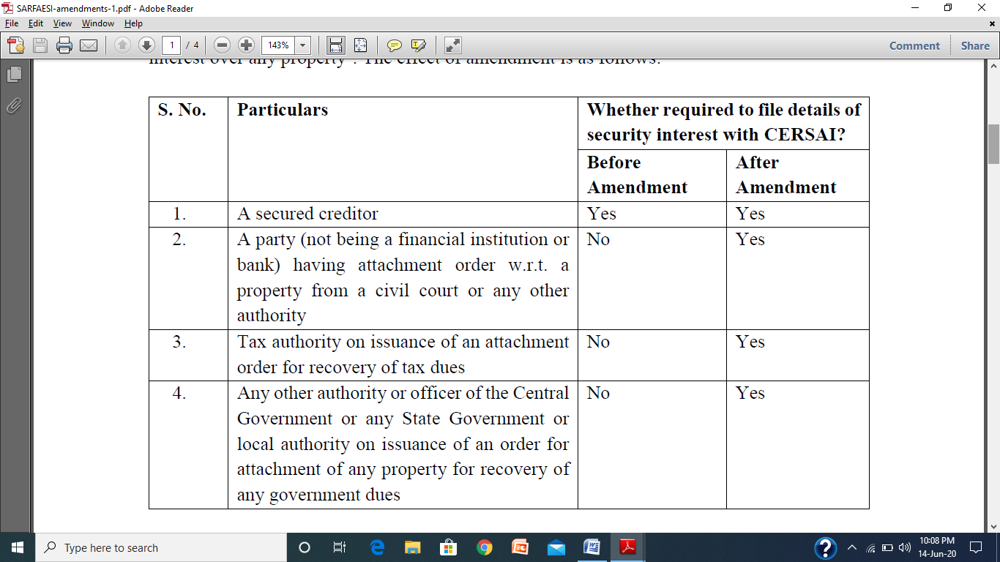 SARFAESI-amendments-1.pdf - Adobe Reader
File Edit View Window Help
1 / 4 143% Comment Share
interest over any property . The effect of amendment is as follows:
S. No. Particulars Whether required to file details of
security interest with CERSAI?
Before
Amendment
After
Amendment
1. A secured creditor Yes Yes
2. A party (not being a financial institution or No Yes
bank) having attachment order w.r.t. a
property from a civil court or any other
authority
3. Tax authority on issuance of an attachment No Yes
order for recovery of tax dues
4. Any other authority or officer of the Central No Yes
Government or any State Government or
local authority on issuance of an order for
attachment of any property for recovery of
any government dues
Type here to search
10:08 PM
14-Jun-20